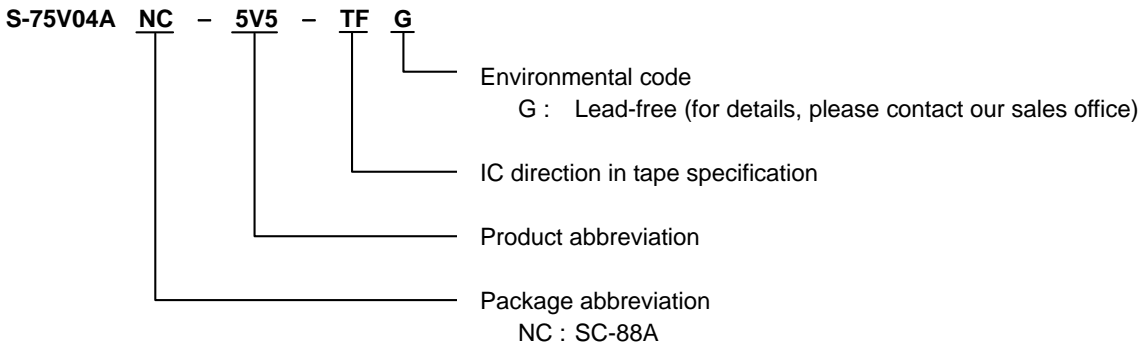 S-75V04A NC – 5V5 – TF G
Environmental code
G : Lead-free (for details, please contact our sales office)
IC direction in tape specification
Product abbreviation
Package abbreviation
NC : SC-88A